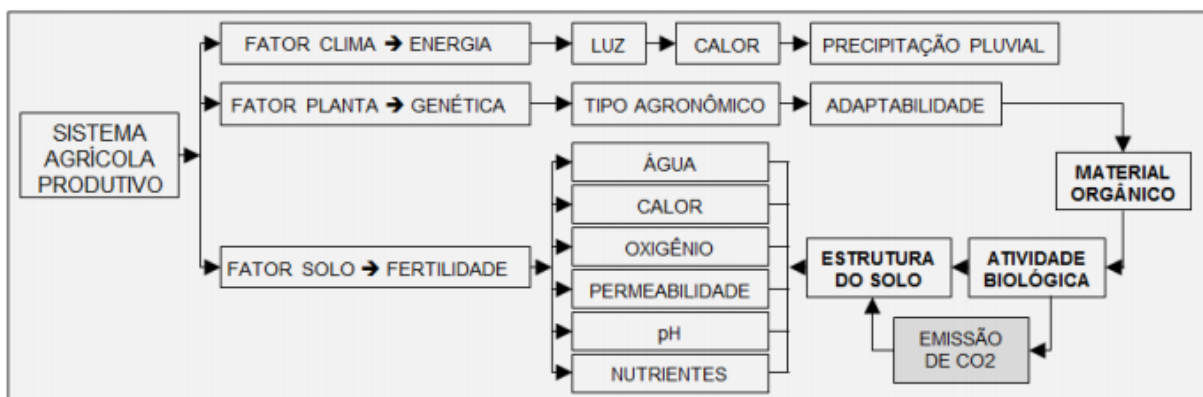 FATOR CLIMA ➔ ENERGIA
LUZ
CALOR
PRECIPITAÇÃO PLUVIAL
FATOR PLANTA ➔ GENÉTICA
TIPO AGRONÔMICO
ADAPTABILIDADE
SISTEMA
AGRÍCOLA
PRODUTIVO
MATERIAL
ORGÂNICO
FATOR SOLO ➔ FERTILIDADE
ÁGUA
CALOR
OXIGÊNIO
PERMEABILIDADE
pH
NUTRIENTES
ESTRUTURA
DO SOLO
ATIVIDADE
BIOLÓGICA
EMISSÃO
DE CO2